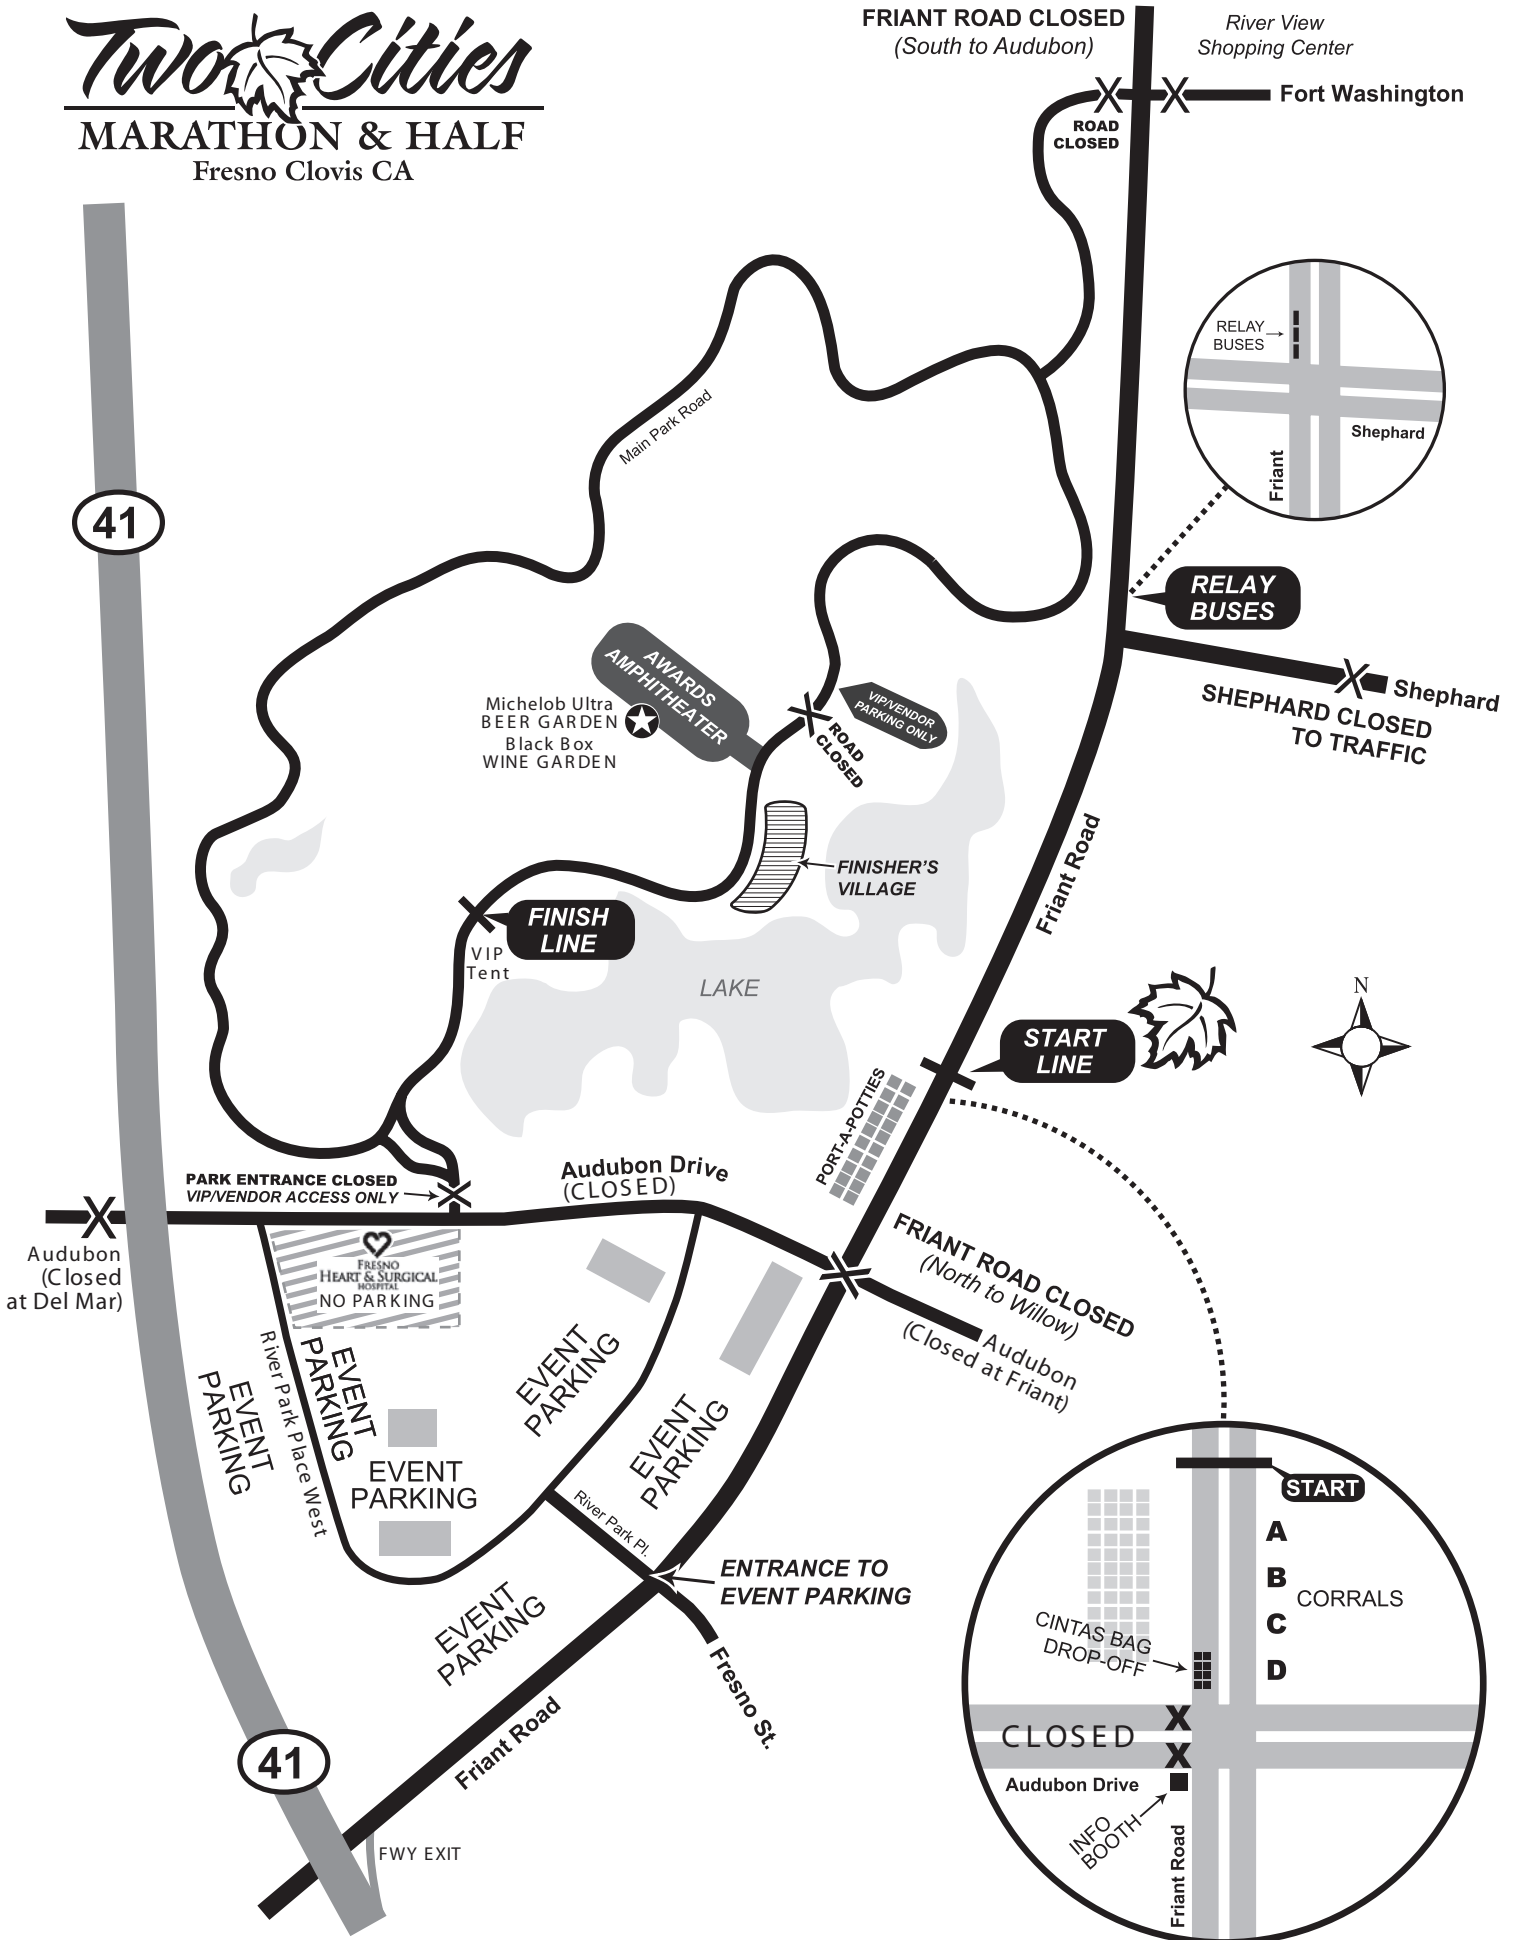 Two Cities
MARATHON & HALF
Fresno Clovis CA
FRIANT ROAD CLOSED
(South to Audubon)
River View
Shopping Center
Fort Washington
ROAD
CLOSED
RELAY
BUSES
Shephard
Friant
Main Park Road
41
RELAY
BUSES
Shephard
SHEPHARD CLOSED
TO TRAFFIC
AWARDS
AMPHITHEATER
Michelob Ultra
BEER GARDEN
Black Box
WINE GARDEN
VIP/VENDOR
PARKING ONLY
ROAD
CLOSED
FINISHER'S
VILLAGE
Friant Road
FINISH
LINE
VIP
Tent
LAKE
N
START
LINE
PORT-A-POTTIES
PARK ENTRANCE CLOSED
VIP/VENDOR ACCESS ONLY
Audubon Drive
(CLOSED)
Audubon
(Closed
at Del Mar)
FRESNO
HEART & SURGICAL
HOSPITAL
NO PARKING
FRIANT ROAD CLOSED
(North to Willow)
Audubon
(Closed at Friant)
EVENT
PARKING
River Park Place West
EVENT
PARKING
EVENT
PARKING
EVENT
PARKING
EVENT
PARKING
River Park Pl.
ENTRANCE TO
EVENT PARKING
EVENT
PARKING
Fresno St.
Friant Road
41
FWY EXIT
START
A
B
C
D
CORRALS
CINTAS BAG
DROP-OFF
CLOSED
Audubon Drive
INFO
BOOTH
Friant Road